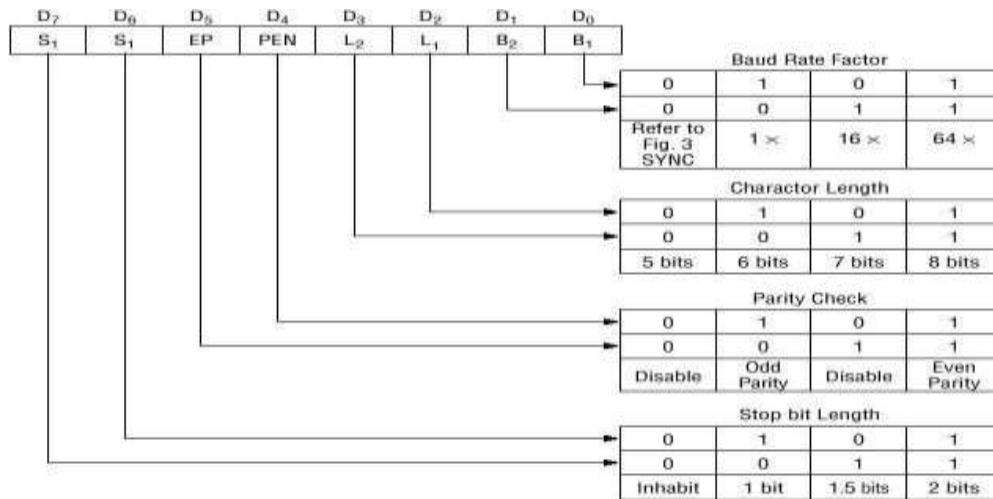 D₇ D₆ D₅ D₄ D₃ D₂ D₁ D₀
S₁ S₁ EP PEN L₂ L₁ B₂ B₁
Baud Rate Factor
0 1 0 1
0 0 1 1
Refer to Fig. 3 SYNC 1 × 16 × 64 ×
Charactor Length
0 1 0 1
0 0 1 1
5 bits 6 bits 7 bits 8 bits
Parity Check
0 1 0 1
0 0 1 1
Disable Odd Parity Disable Even Parity
Stop bit Length
0 1 0 1
0 0 1 1
Inhabit 1 bit 1.5 bits 2 bits